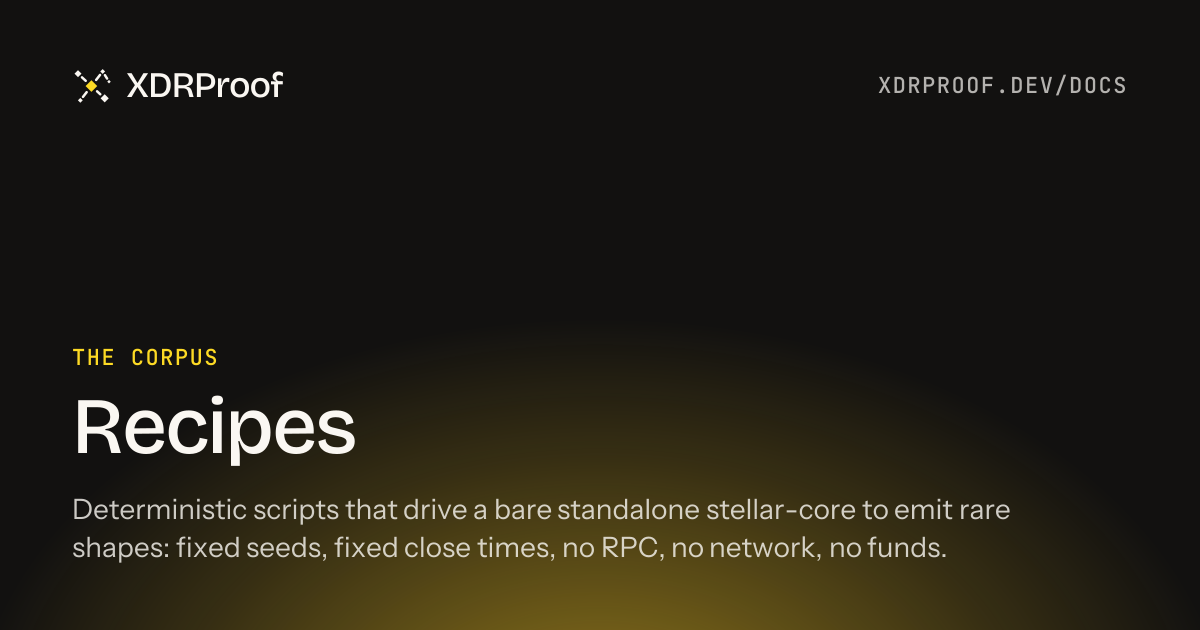 XDRProof
XDRPROOF.DEV/DOCS
THE CORPUS
Recipes
Deterministic scripts that drive a bare standalone stellar-core to emit rare
shapes: fixed seeds, fixed close times, no RPC, no network, no funds.